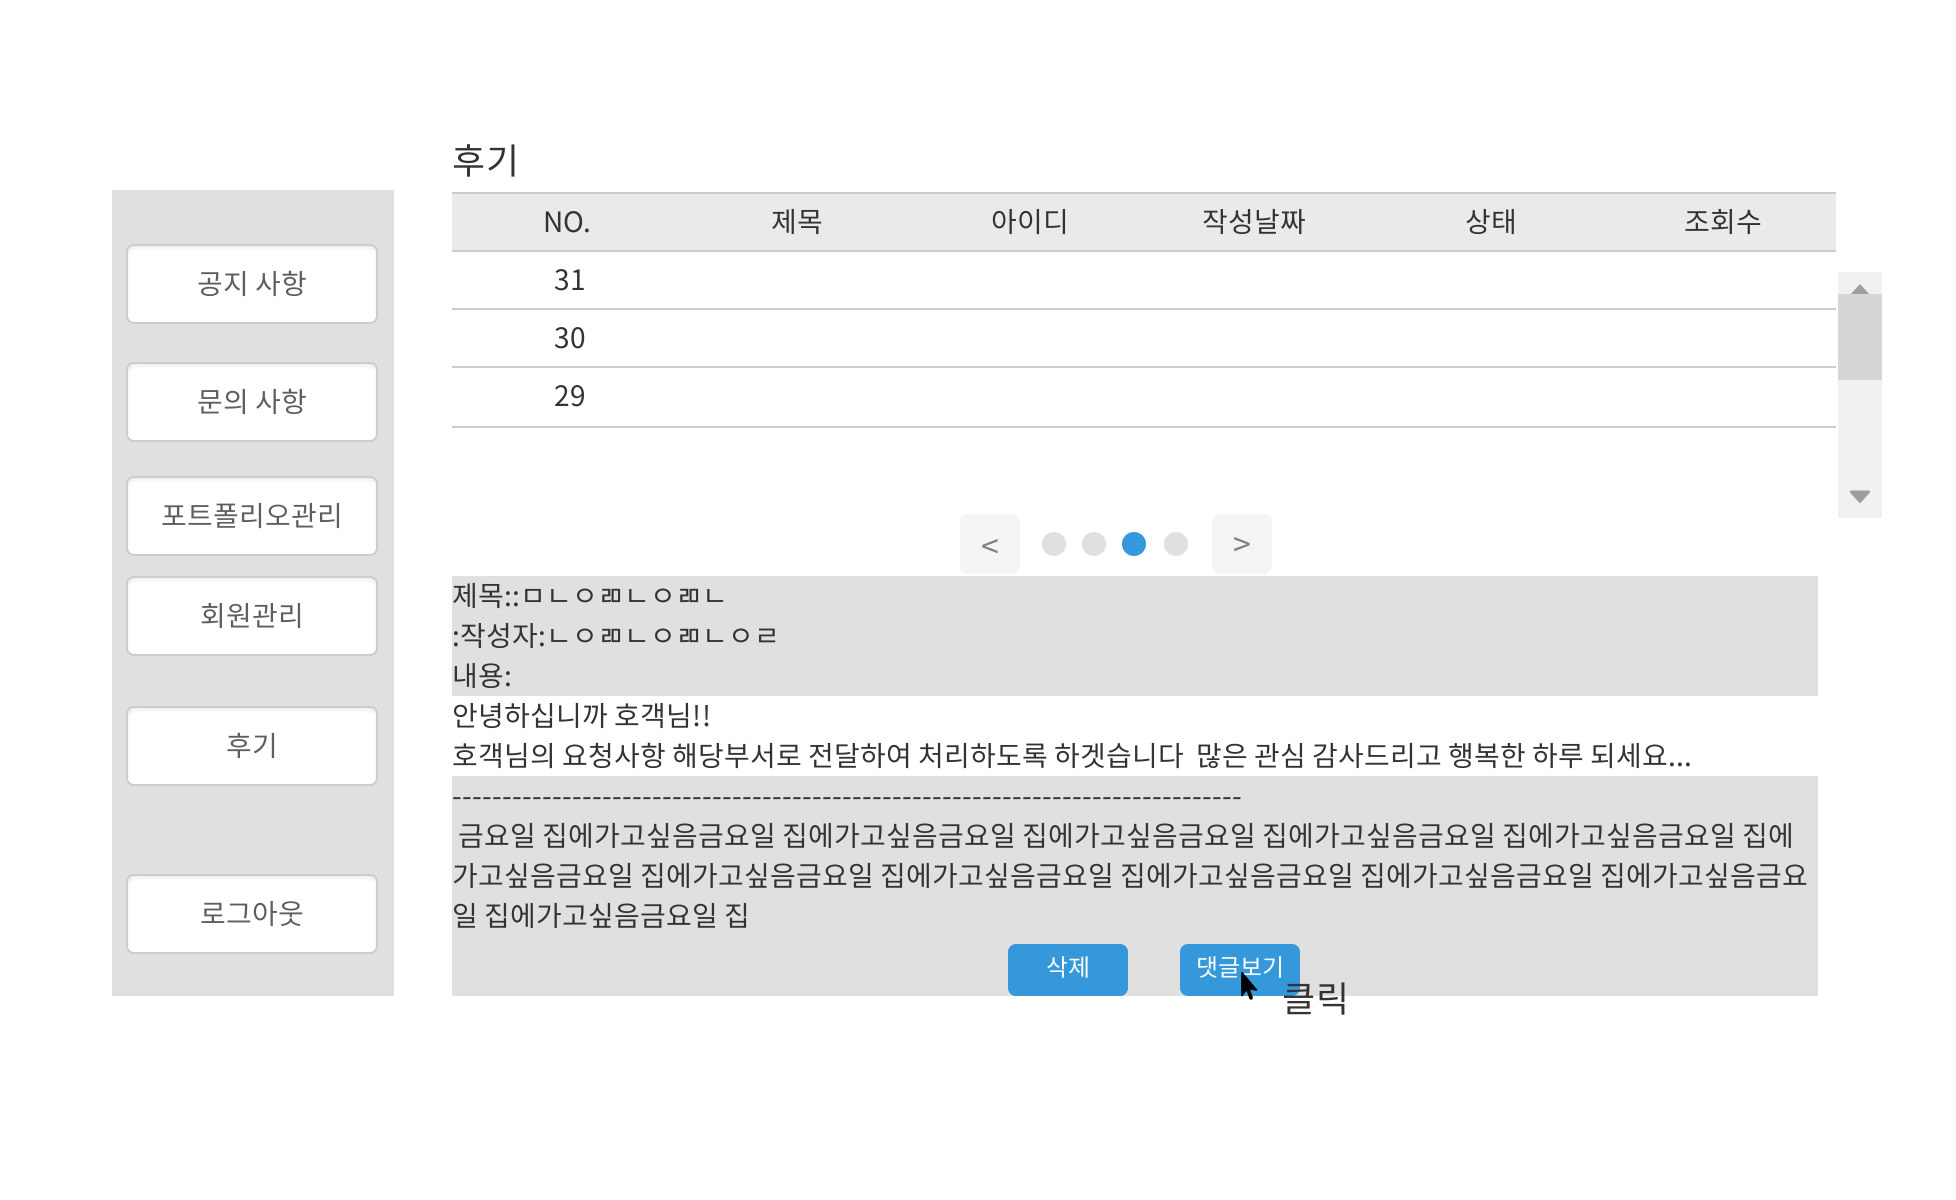 후기
NO. 제목 아이디 작성날짜 상태 조회수
31
30
29
공지 사항
문의 사항
포트폴리오관리
회원관리
후기
로그아웃
< >
제목::ㅁㄴㅇㄻㄴㅇㄻㄴ
:작성자:ㄴㅇㄻㄴㅇㄻㄴㅇㄹ
내용:
안녕하십니까 호객님!!
호객님의 요청사항 해당부서로 전달하여 처리하도록 하겠습니다  많은 관심 감사드리고 행복한 하루 되세요...
-------------------------------------------------------------------------------
금요일 집에가고싶음금요일 집에가고싶음금요일 집에가고싶음금요일 집에가고싶음금요일 집에가고싶음금요일 집에
가고싶음금요일 집에가고싶음금요일 집에가고싶음금요일 집에가고싶음금요일 집에가고싶음금요일 집에가고싶음금요
일 집에가고싶음금요일 집
삭제 댓글보기
클릭